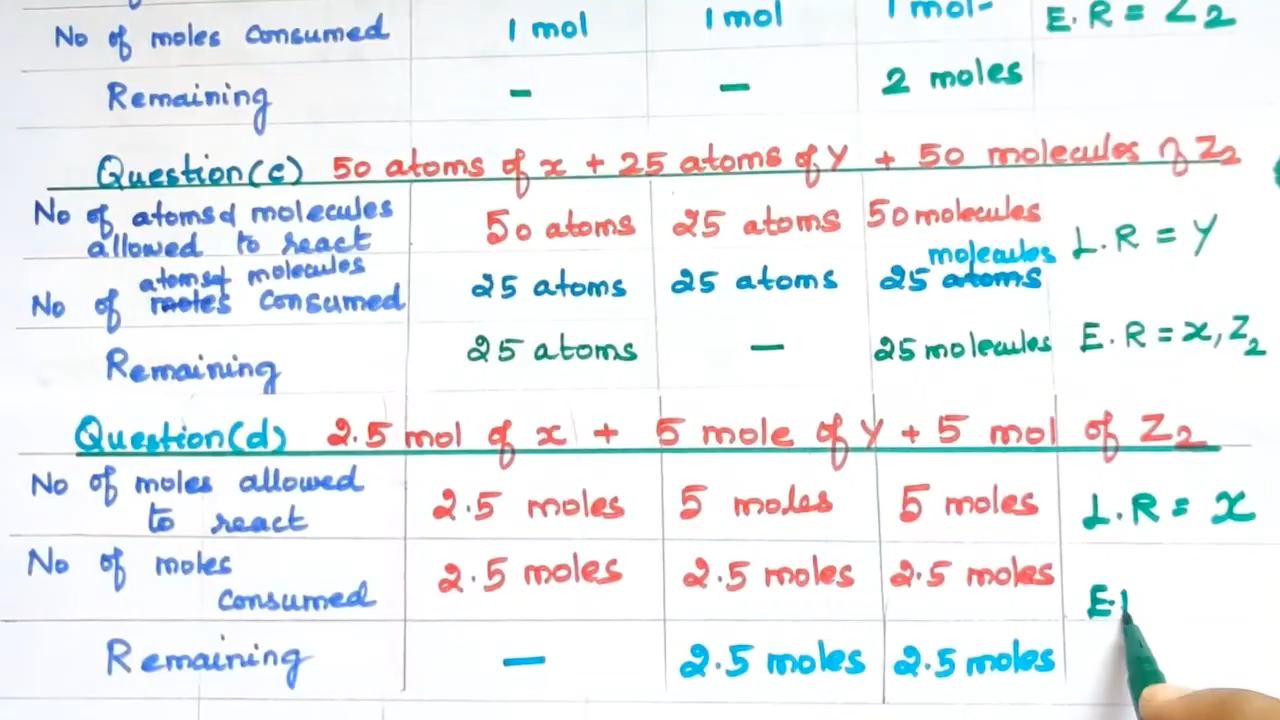 No of moles Consumed 1 mol 1 mol 1 mol- E.R = Z2
Remaining - - 2 moles
Question(c) 50 atoms of x + 25 atoms of Y + 50 molecules of Z2
No of atoms & molecules allowed to react 50 atoms 25 atoms 50 molecules L.R = Y
No of atoms & molecules moles Consumed 25 atoms 25 atoms 25 molecules atoms
Remaining 25 atoms - 25 molecules E.R = x, Z2
Question(d) 2.5 mol of x + 5 mole of Y + 5 mol of Z2
No of moles allowed to react 2.5 moles 5 moles 5 moles L.R = x
No of moles Consumed 2.5 moles 2.5 moles 2.5 moles E.
Remaining - 2.5 moles 2.5 moles